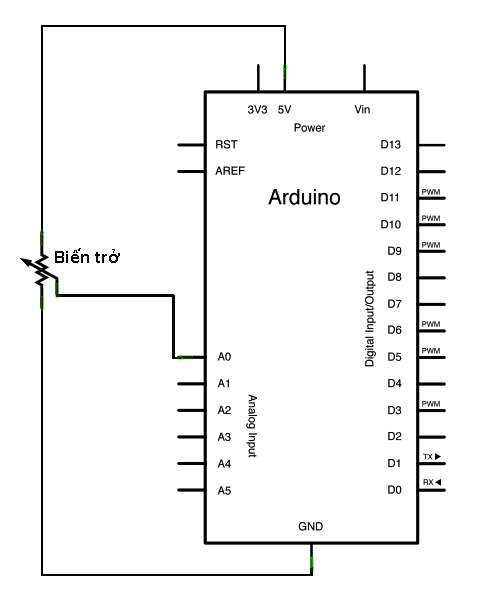 3V3 5V Vin
Power
RST D13
AREF D12
Arduino
D11 PWM
D10 PWM
Biến trở
D9 PWM
D8
Digital Input/Output
D7
D6 PWM
A0 D5 PWM
A1 D4
A2 D3 PWM
Analog Input
A3 D2
A4 D1 TX ▶
A5 D0 RX ◀
GND